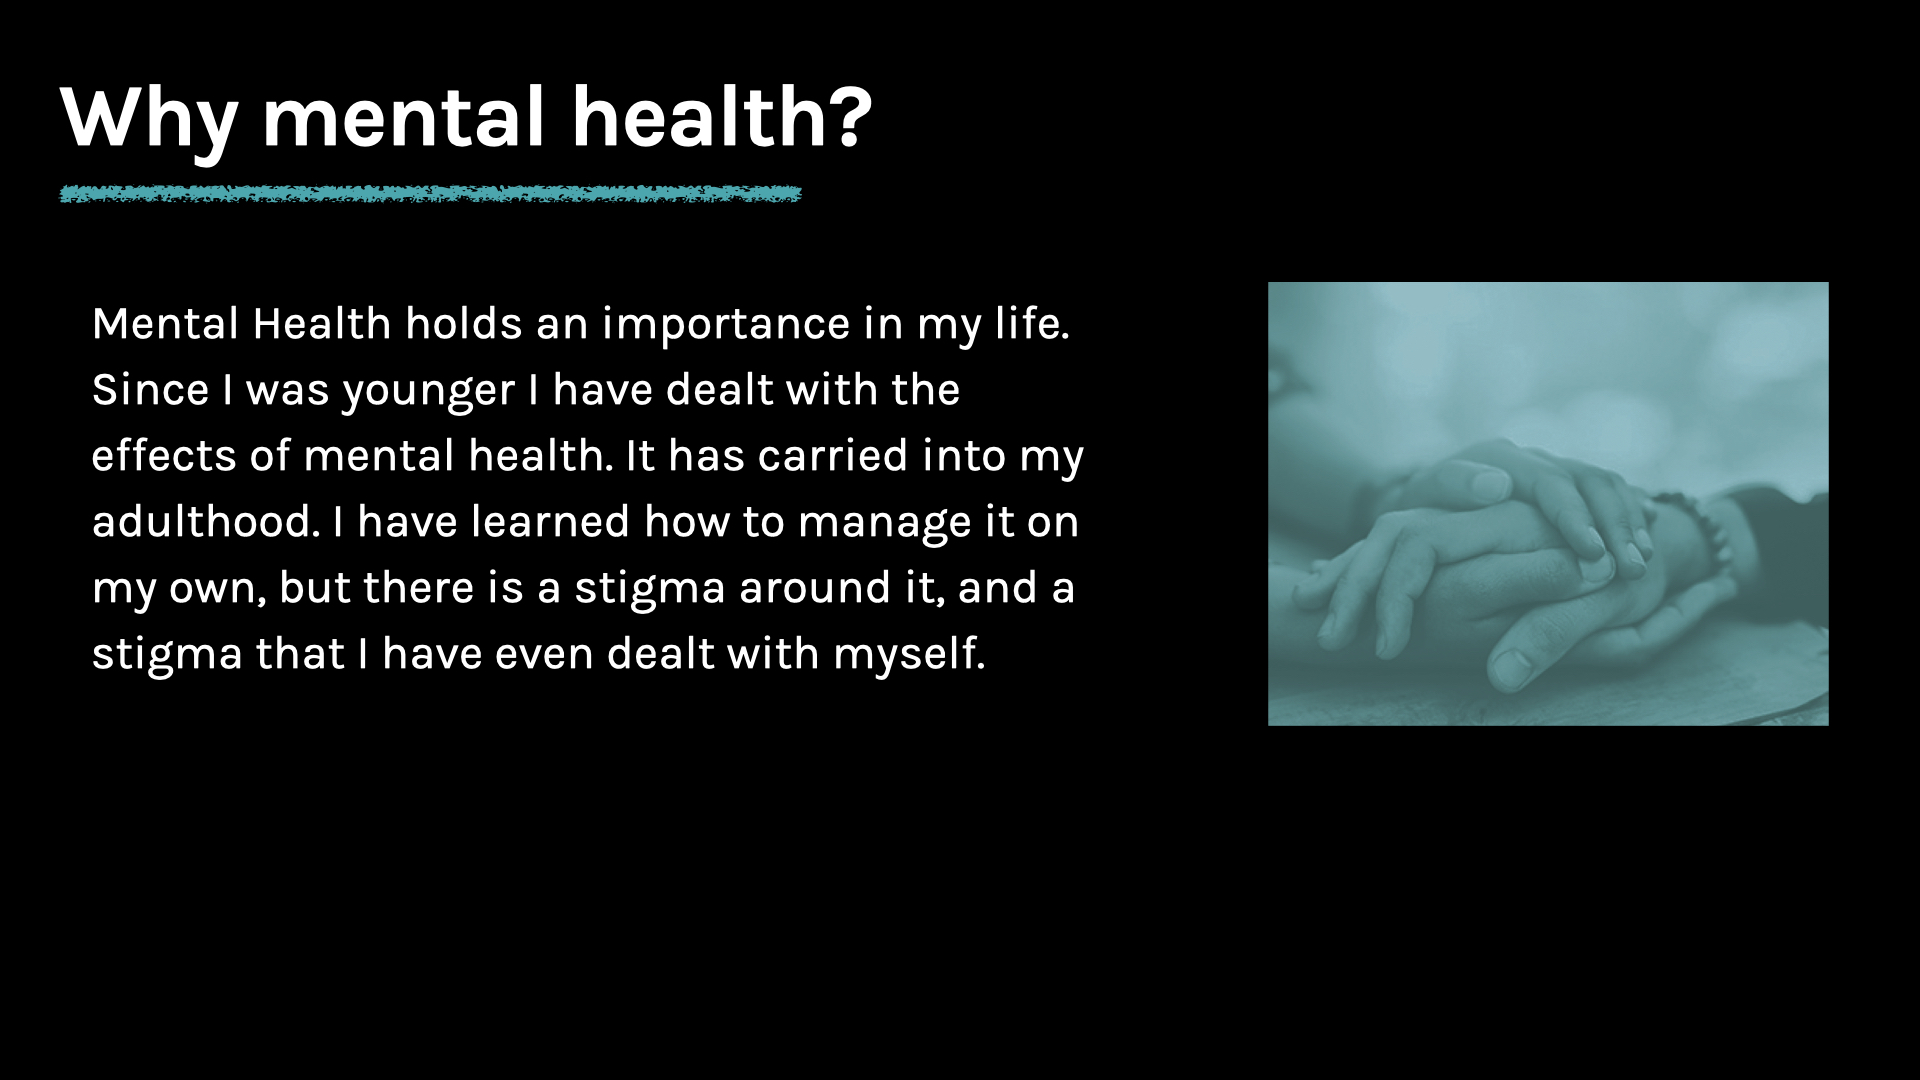 Why mental health?
Mental Health holds an importance in my life.
Since I was younger I have dealt with the
effects of mental health. It has carried into my
adulthood. I have learned how to manage it on
my own, but there is a stigma around it, and a
stigma that I have even dealt with myself.